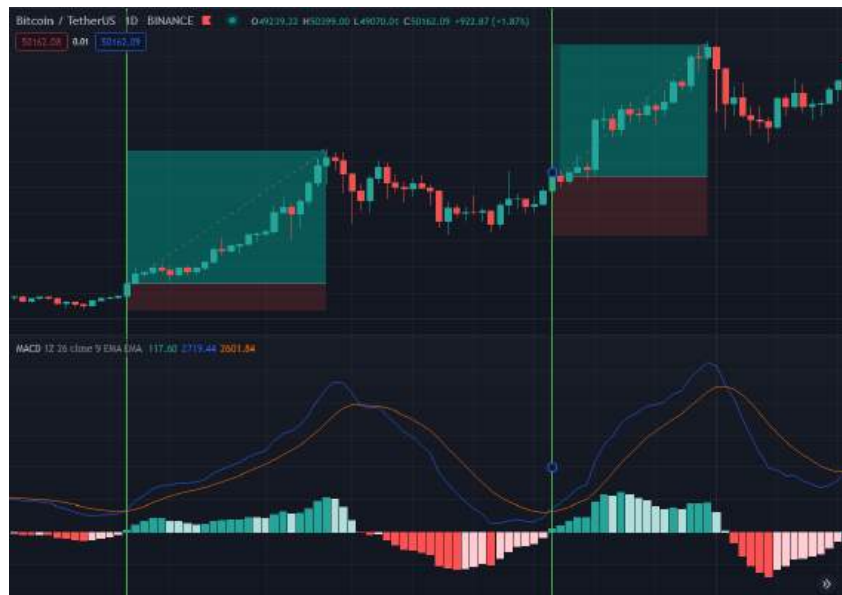 Bitcoin / TetherUS 1D BINANCE O49239.22 H50399.00 L49070.01 C50162.09 +922.87 (+1.87%)
50162.08 0.01 50162.09
MACD 12 26 close 9 EMA EMA 117.60 2719.44 2601.84